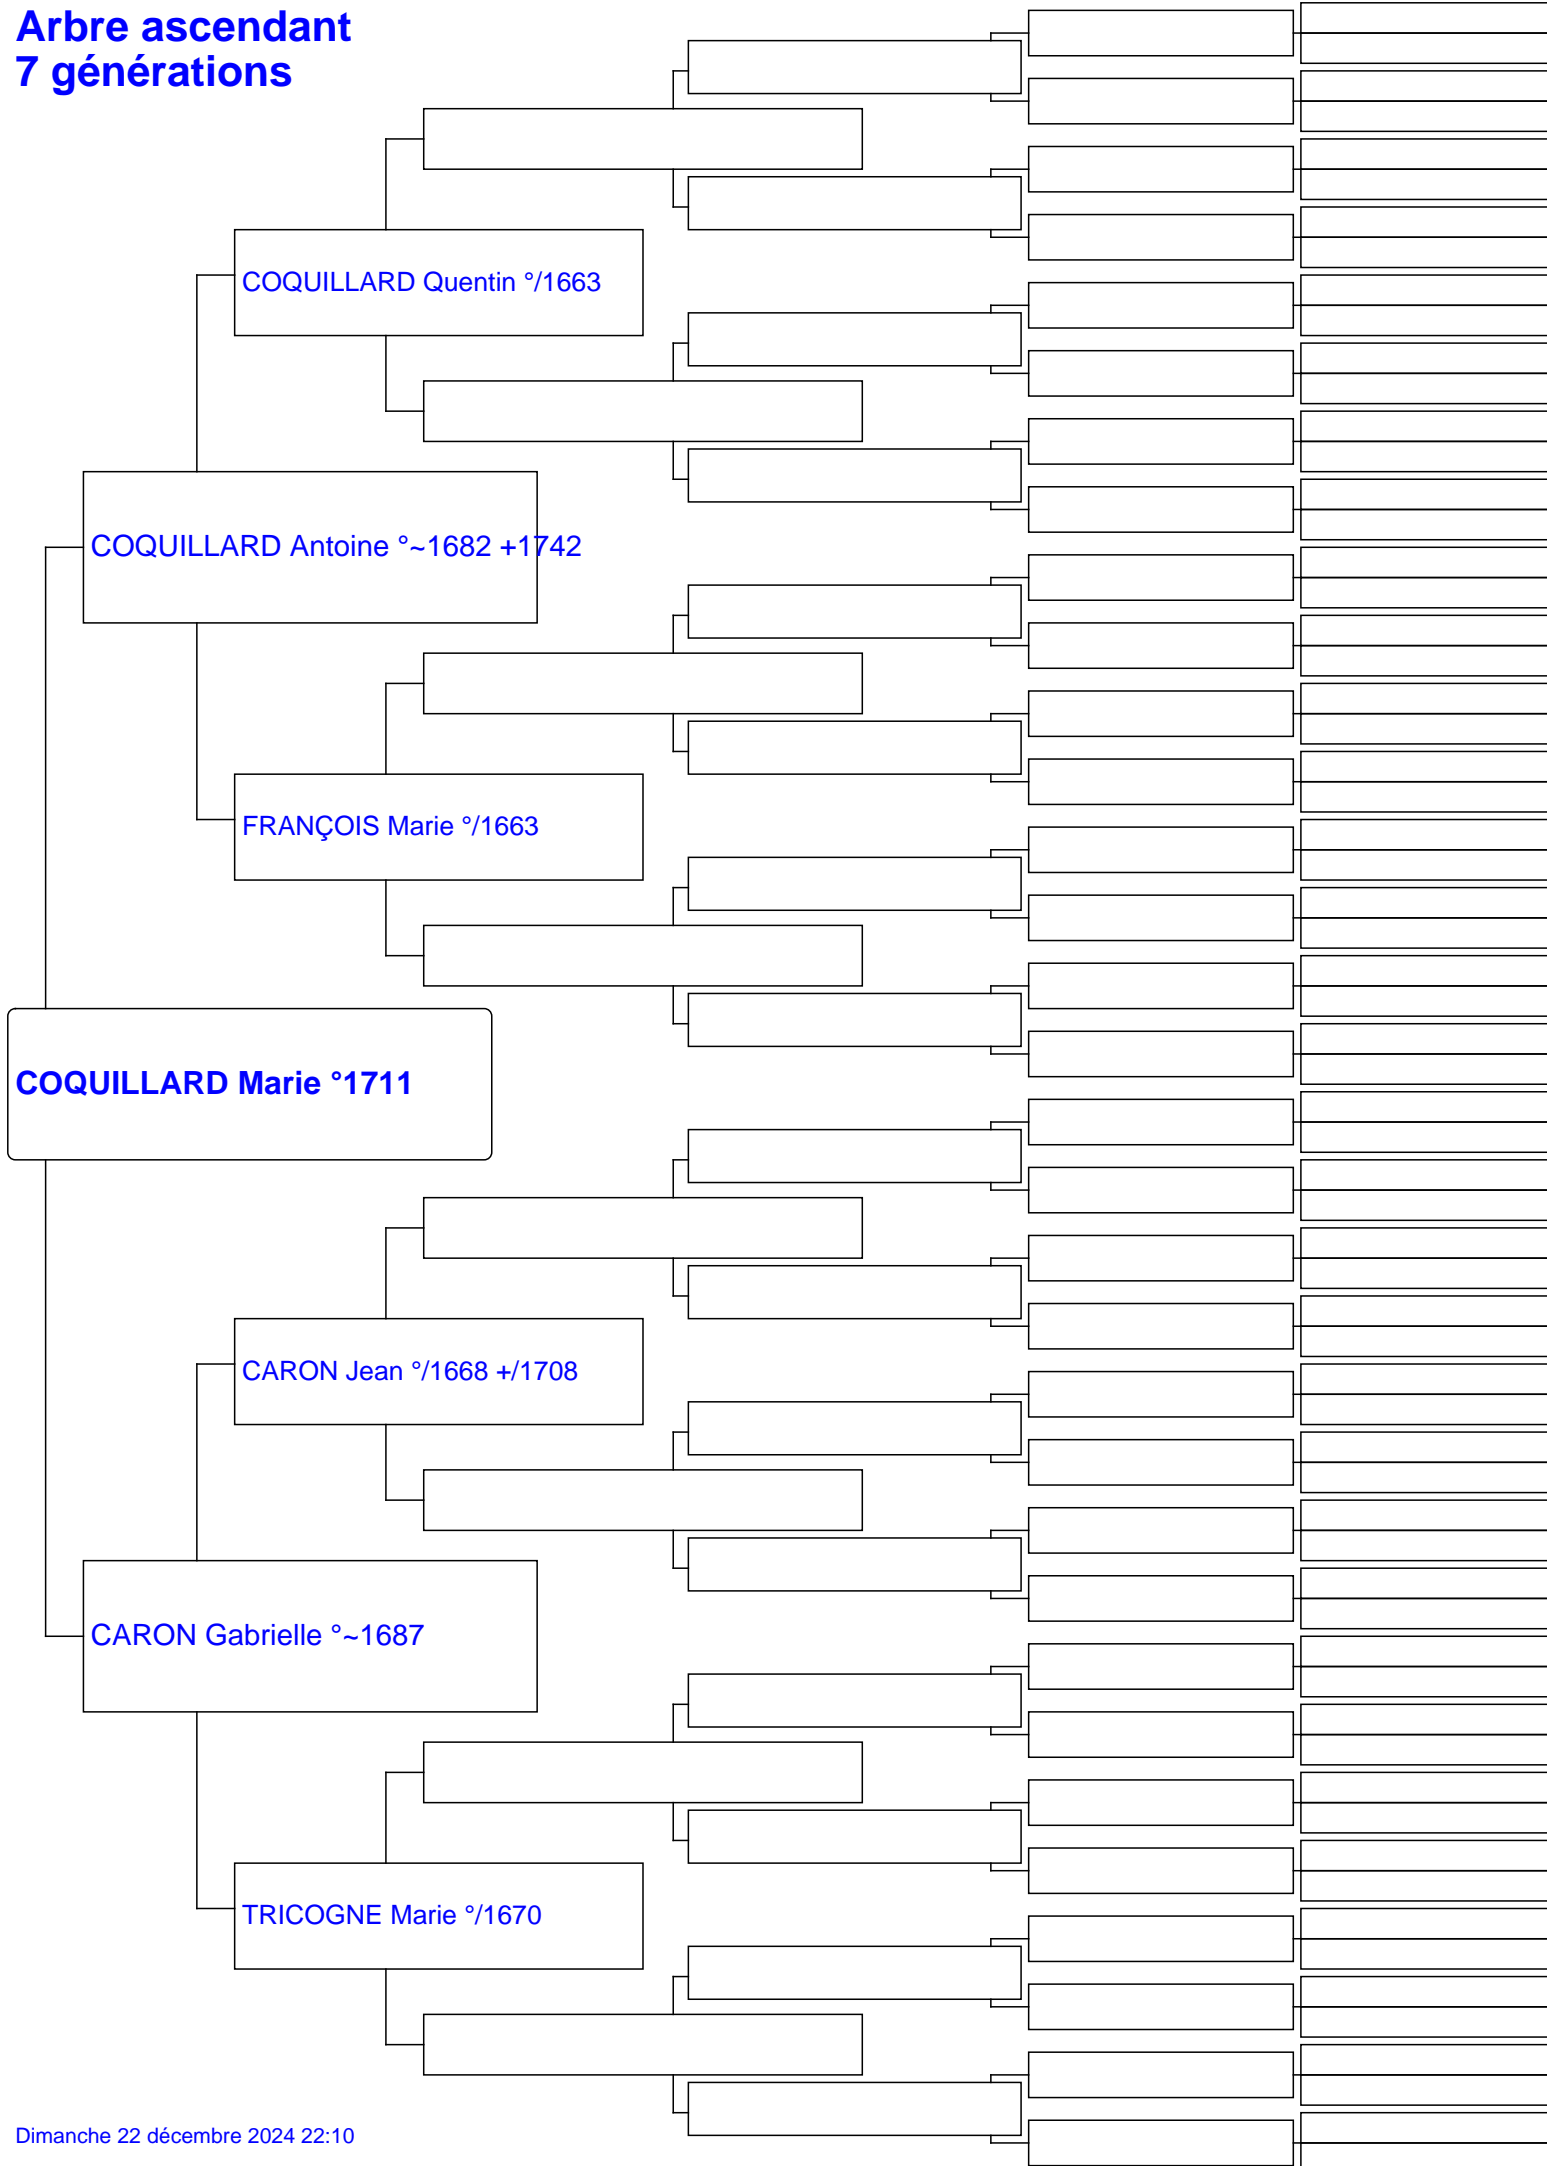 Arbre ascendant
7 générations
COQUILLARD Quentin °/1663
COQUILLARD Antoine °~1682 +1742
FRANÇOIS Marie °/1663
COQUILLARD Marie °1711
CARON Jean °/1668 +/1708
CARON Gabrielle °~1687
TRICOGNE Marie °/1670
Dimanche 22 décembre 2024 22:10